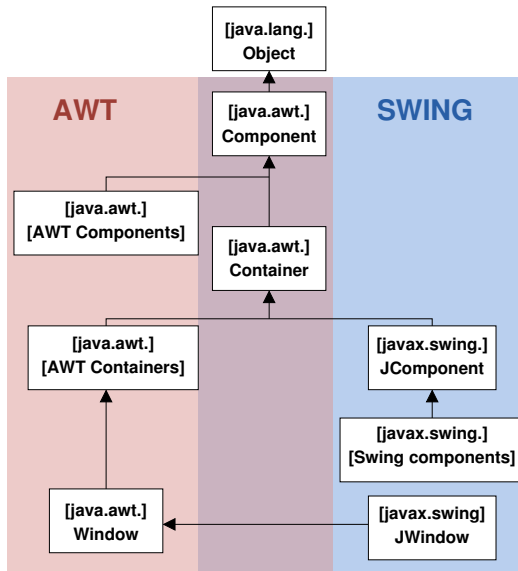 [java.lang.]
Object
AWT
SWING
[java.awt.]
Component
[java.awt.]
[AWT Components]
[java.awt.]
Container
[java.awt.]
[AWT Containers]
[javax.swing.]
JComponent
[javax.swing.]
[Swing components]
[java.awt.]
Window
[javax.swing]
JWindow